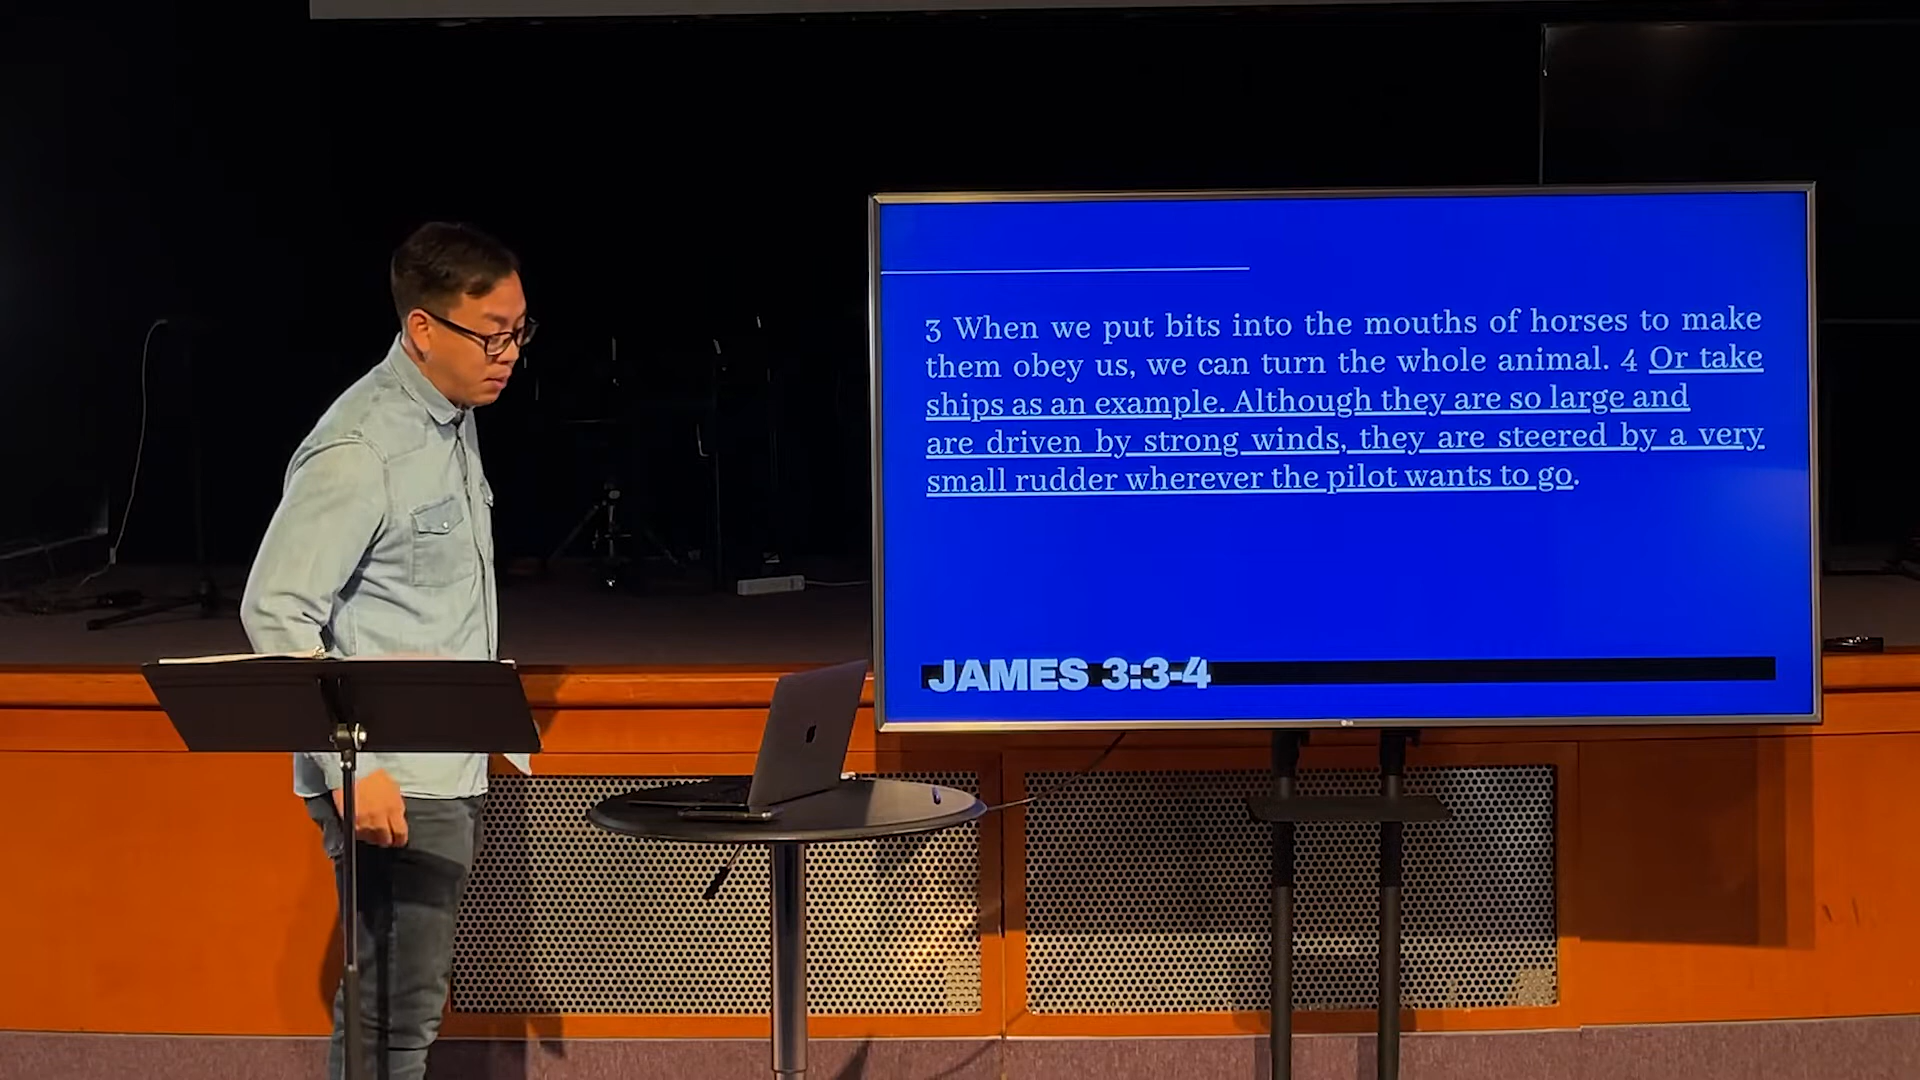 3 When we put bits into the mouths of horses to make
them obey us, we can turn the whole animal. 4 Or take
ships as an example. Although they are so large and
are driven by strong winds, they are steered by a very
small rudder wherever the pilot wants to go.
JAMES 3:3-4